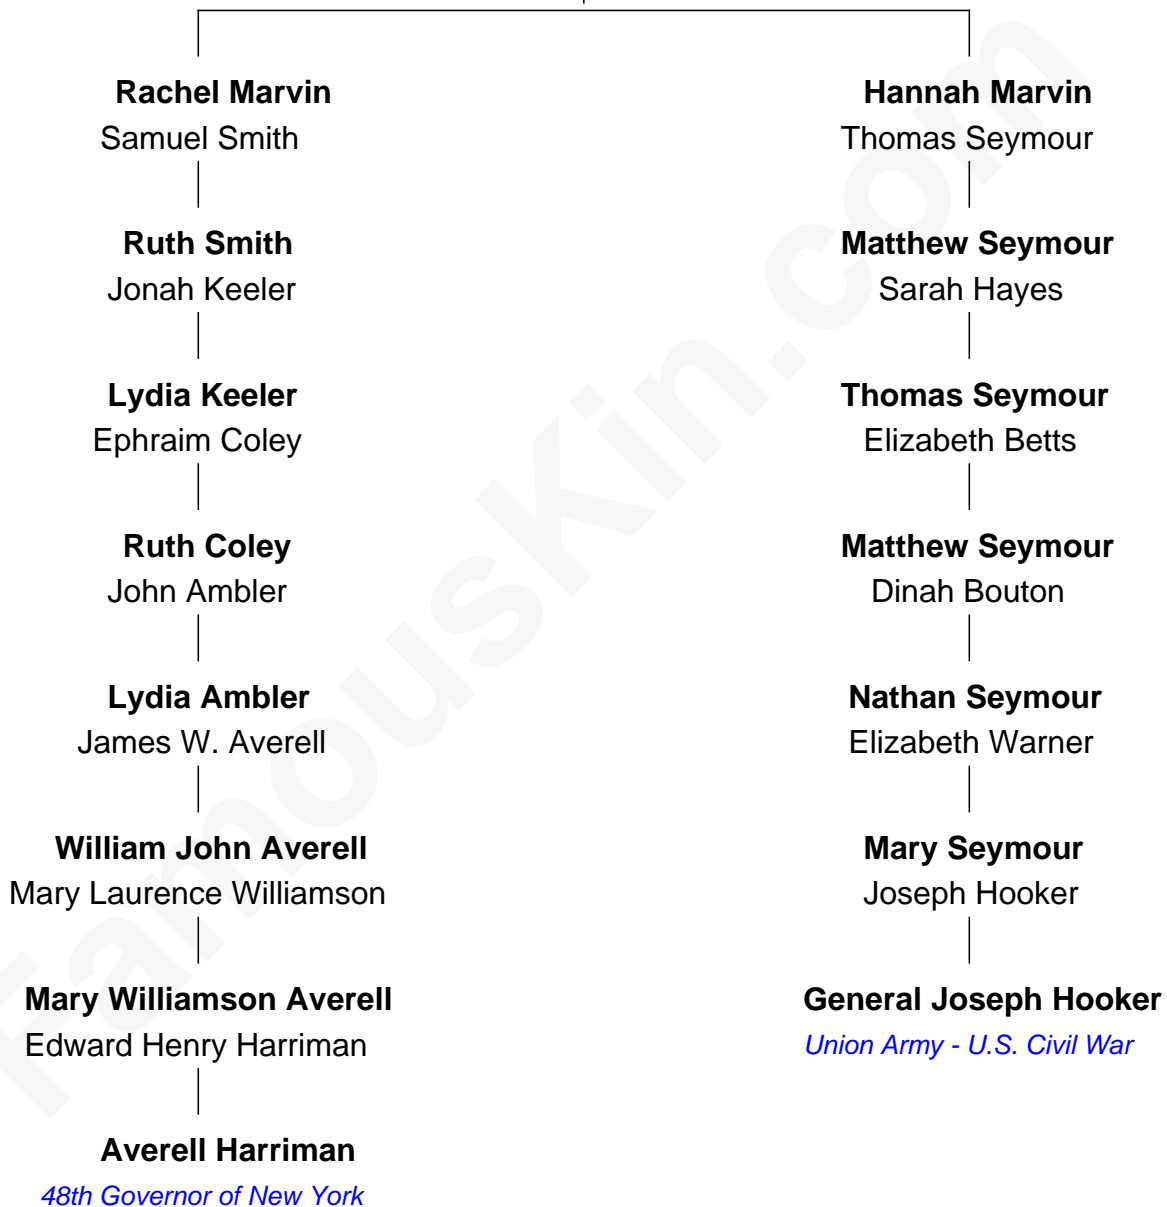 Rachel Marvin
Samuel Smith
Ruth Smith
Jonah Keeler
Lydia Keeler
Ephraim Coley
Ruth Coley
John Ambler
Lydia Ambler
James W. Averell
William John Averell
Mary Laurence Williamson
Mary Williamson Averell
Edward Henry Harriman
Averell Harriman
48th Governor of New York
Hannah Marvin
Thomas Seymour
Matthew Seymour
Sarah Hayes
Thomas Seymour
Elizabeth Betts
Matthew Seymour
Dinah Bouton
Nathan Seymour
Elizabeth Warner
Mary Seymour
Joseph Hooker
General Joseph Hooker
Union Army - U.S. Civil War
FamousKin.com